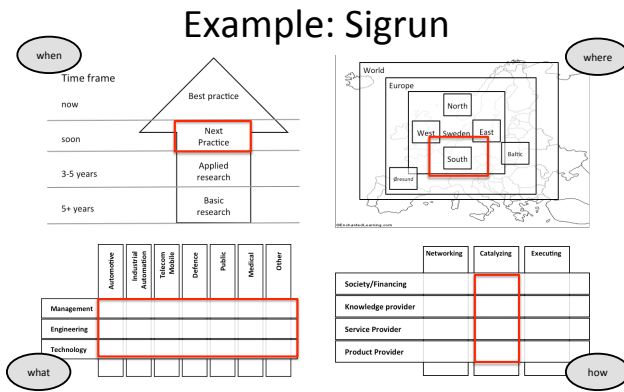 Example: Sigrun
when
Time frame
now
Best practice
soon
Next
Practice
3-5 years
Applied
research
5+ years
Basic
research
where
World
Europe
North
West
Sweden
East
South
Baltic
Øresund
©EnchantedLearning.com
Automotive
Industrial
Automation
Telecom
Mobile
Defence
Public
Medical
Other
Management
Engineering
Technology
what
Networking
Catalyzing
Executing
Society/Financing
Knowledge provider
Service Provider
Product Provider
how